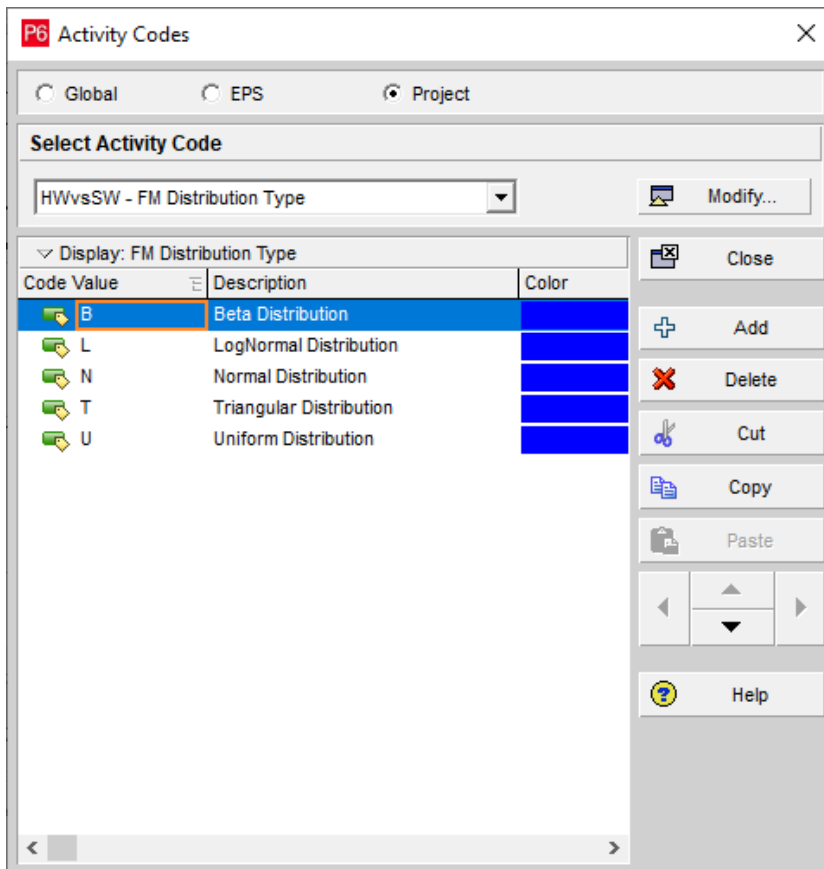 P6 Activity Codes
Global EPS Project
Select Activity Code
HWvsSW - FM Distribution Type
Modify...
Display: FM Distribution Type
Close
Code Value Description Color
B Beta Distribution
Add
L LogNormal Distribution
N Normal Distribution
Delete
T Triangular Distribution
U Uniform Distribution
Cut
Copy
Paste
? Help